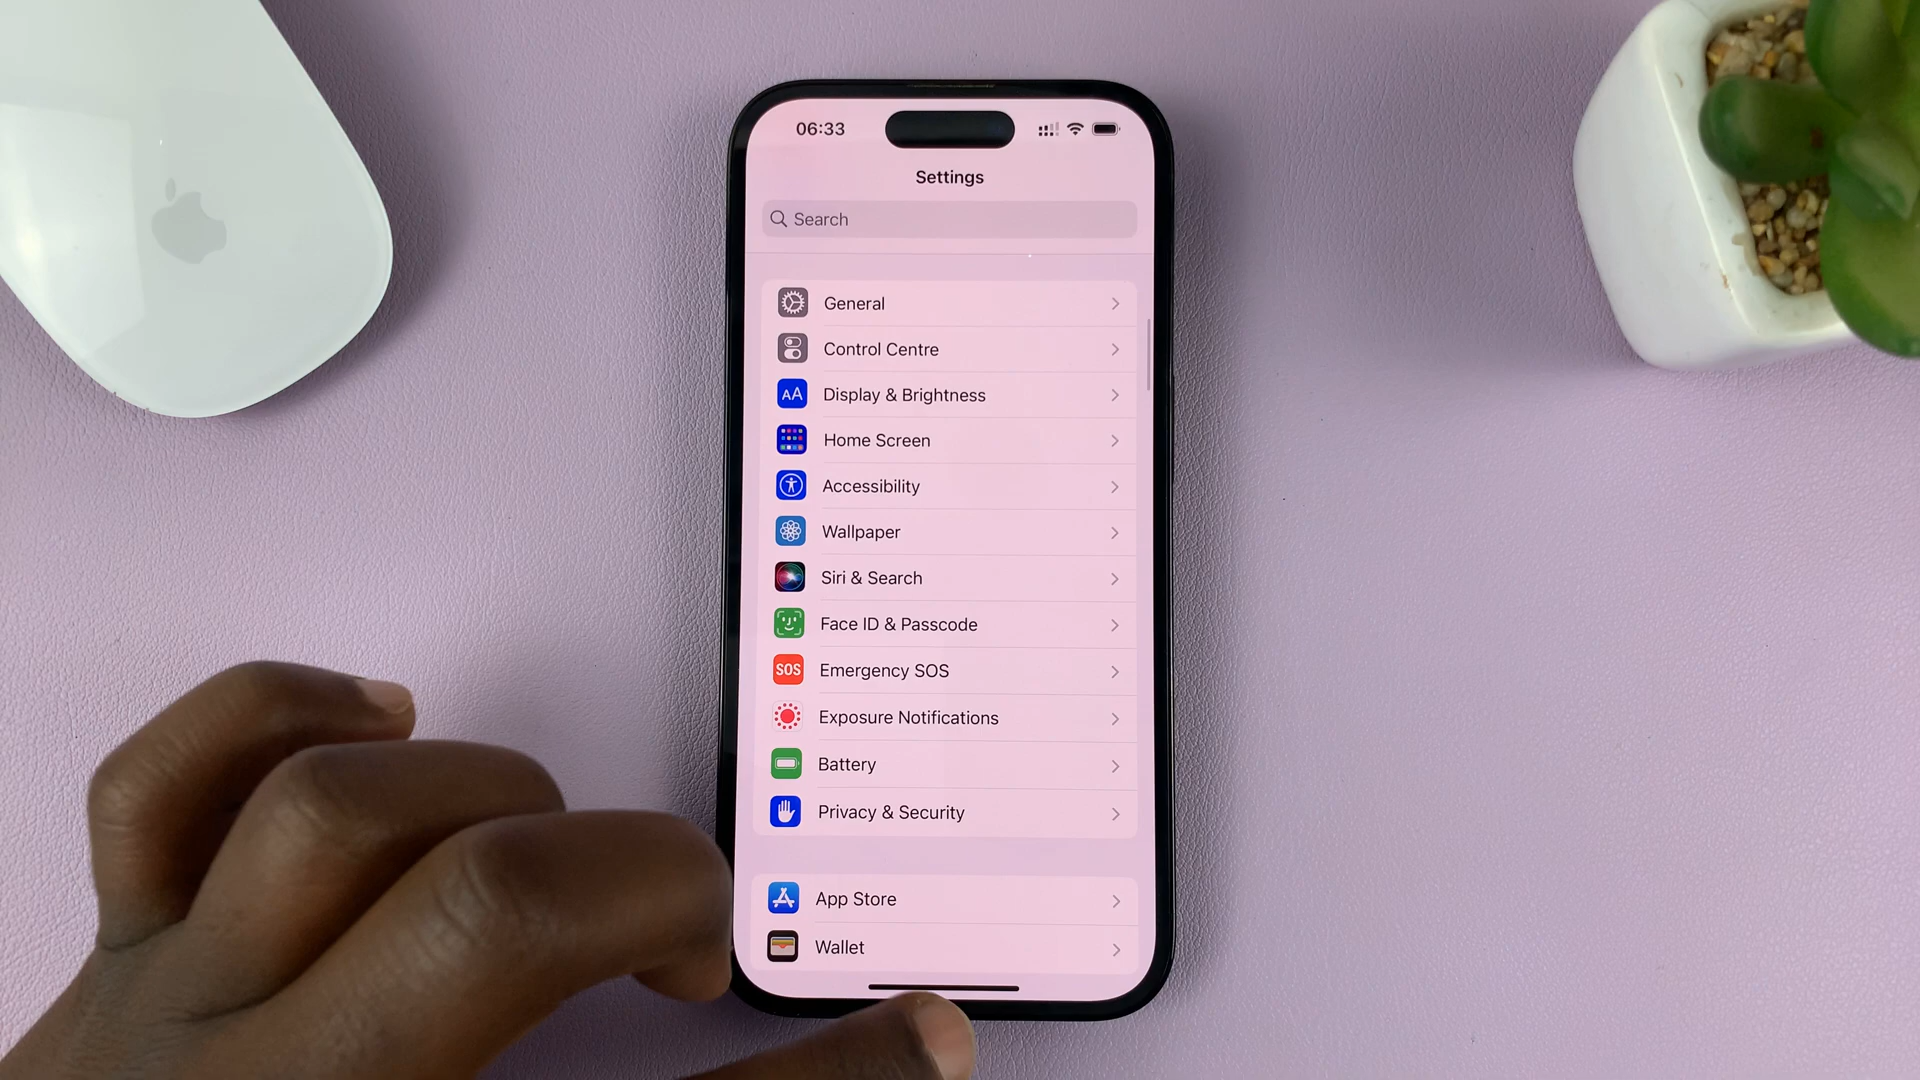 06:33
Settings
Search
General
Control Centre
AA Display & Brightness
Home Screen
Accessibility
Wallpaper
Siri & Search
Face ID & Passcode
SOS Emergency SOS
Exposure Notifications
Battery
Privacy & Security
App Store
Wallet